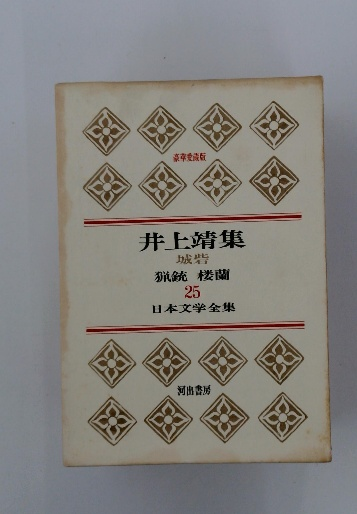 豪華愛蔵版
井上靖集
城砦
猟銃 楼蘭
25
日本文学全集
河出書房